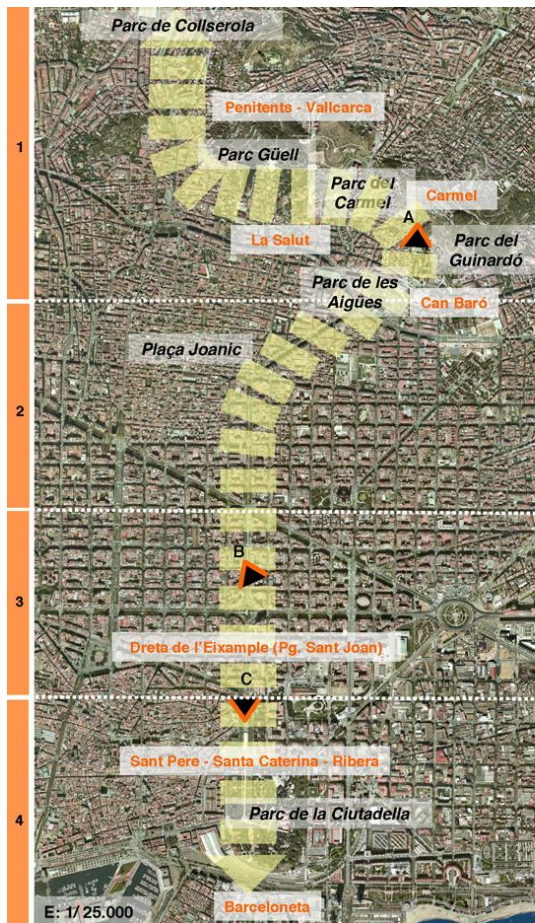 Parc de Collserola
Penitents - Vallcarca
1
Parc Güell
Parc del
Carmel
Carmel
A
La Salut
Parc del
Guinardó
Parc de les
Aigües
Can Baró
Plaça Joanic
2
B
3
Dreta de l'Eixample (Pg. Sant Joan)
C
Sant Pere - Santa Caterina - Ribera
Parc de la Ciutadella
4
Barceloneta
E: 1/ 25.000